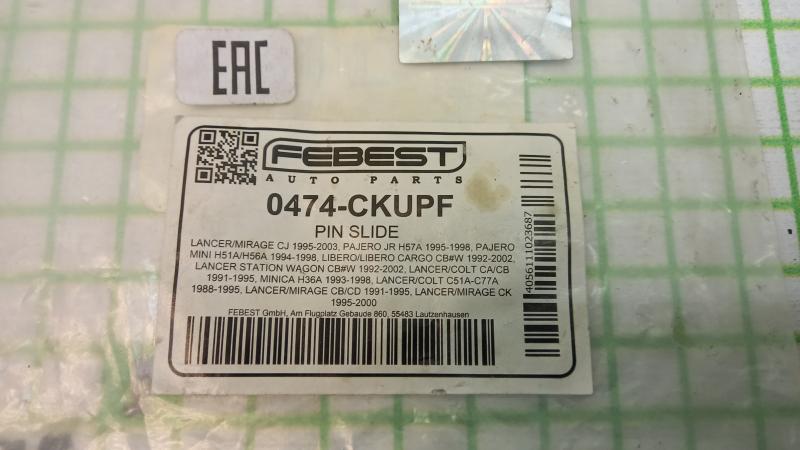 EAC
FEBEST
AUTO PARTS
0474-CKUPF
PIN SLIDE
LANCER/MIRAGE CJ 1995-2003, PAJERO JR H57A 1995-1998, PAJERO
MINI H51A/H56A 1994-1998, LIBERO/LIBERO CARGO CB#W 1992-2002,
LANCER STATION WAGON CB#W 1992-2002, LANCER/COLT CA/CB
1991-1995, MINICA H36A 1993-1998, LANCER/COLT C51A-C77A
1988-1995, LANCER/MIRAGE CB/CD 1991-1995, LANCER/MIRAGE CK
1995-2000
FEBEST GmbH, Am Flugplatz Gebaude 860, 55483 Lautzenhausen
4056111023687